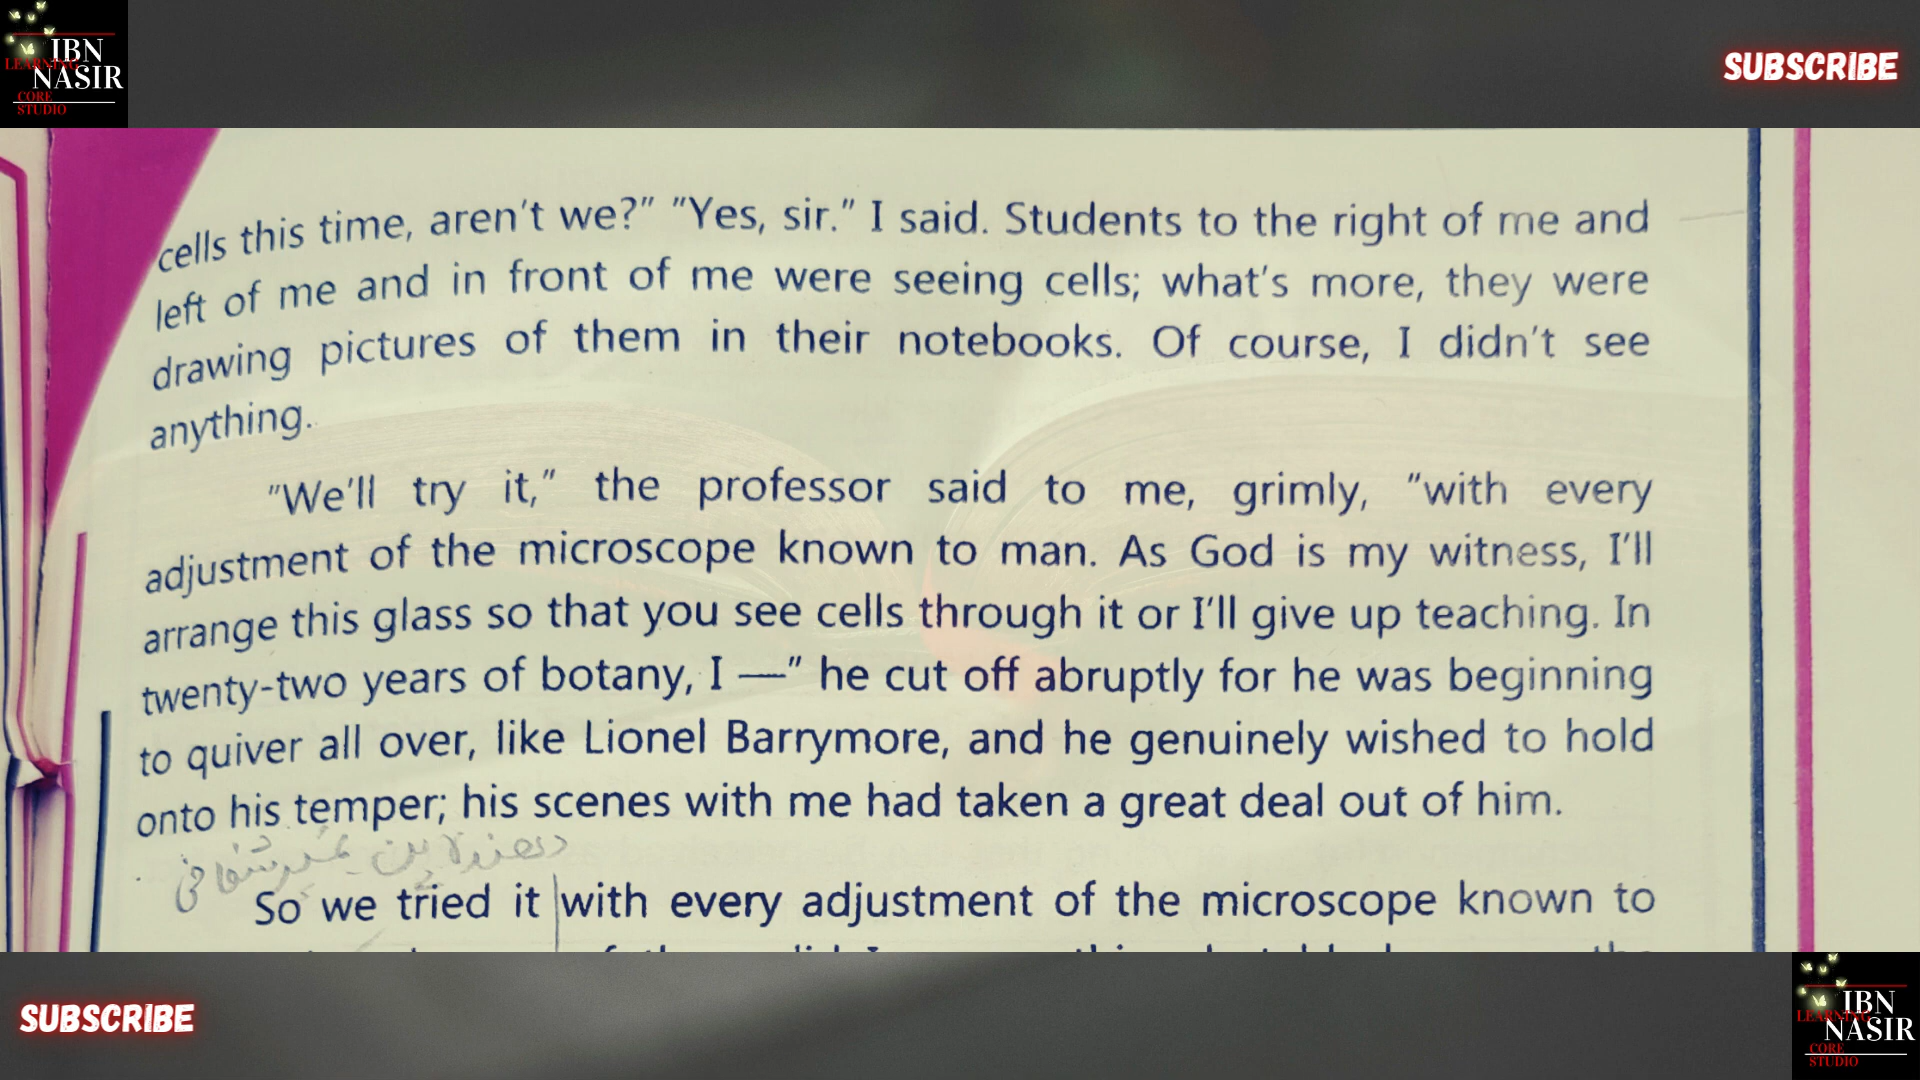 IBN
LEARNING
NASIR
CORE
STUDIO
SUBSCRIBE
cells this time, aren't we?" "Yes, sir." I said. Students to the right of me and
left of me and in front of me were seeing cells; what's more, they were
drawing pictures of them in their notebooks. Of course, I didn't see
anything.
"We'll try it," the professor said to me, grimly, "with every
adjustment of the microscope known to man. As God is my witness, I'll
arrange this glass so that you see cells through it or I'll give up teaching. In
twenty-two years of botany, I —" he cut off abruptly for he was beginning
to quiver all over, like Lionel Barrymore, and he genuinely wished to hold
onto his temper; his scenes with me had taken a great deal out of him.
So we tried it with every adjustment of the microscope known to
SUBSCRIBE
IBN
LEARNING
NASIR
CORE
STUDIO